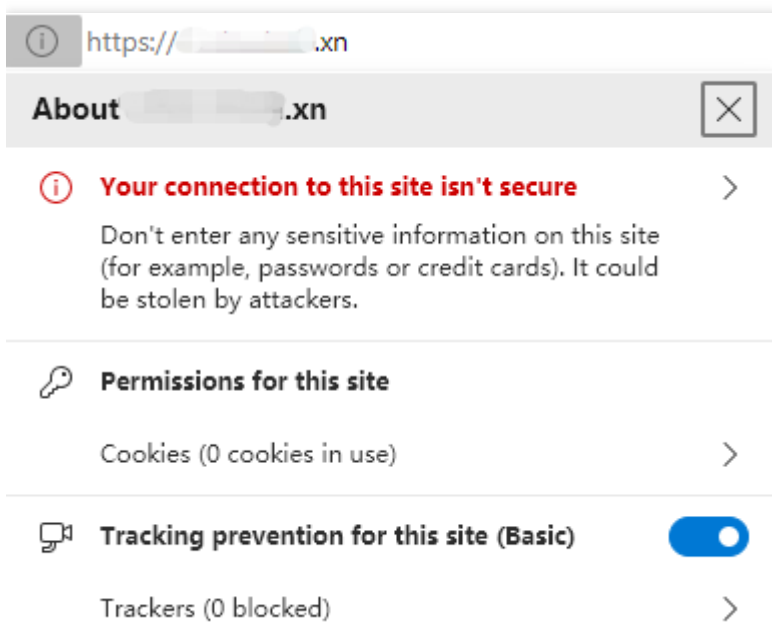 https:// .xn
About .xn
Your connection to this site isn't secure
Don't enter any sensitive information on this site
(for example, passwords or credit cards). It could
be stolen by attackers.
Permissions for this site
Cookies (0 cookies in use)
Tracking prevention for this site (Basic)
Trackers (0 blocked)